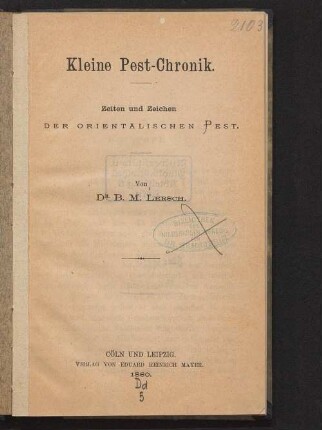 2103
Kleine Pest-Chronik.
Zeiten und Zeichen
DER ORIENTALISCHEN PEST.
Von
DR. B. M. LERSCH.
CÖLN UND LEIPZIG.
VERLAG VON EDUARD HEINRICH MAYER.
1880.
Dd
5